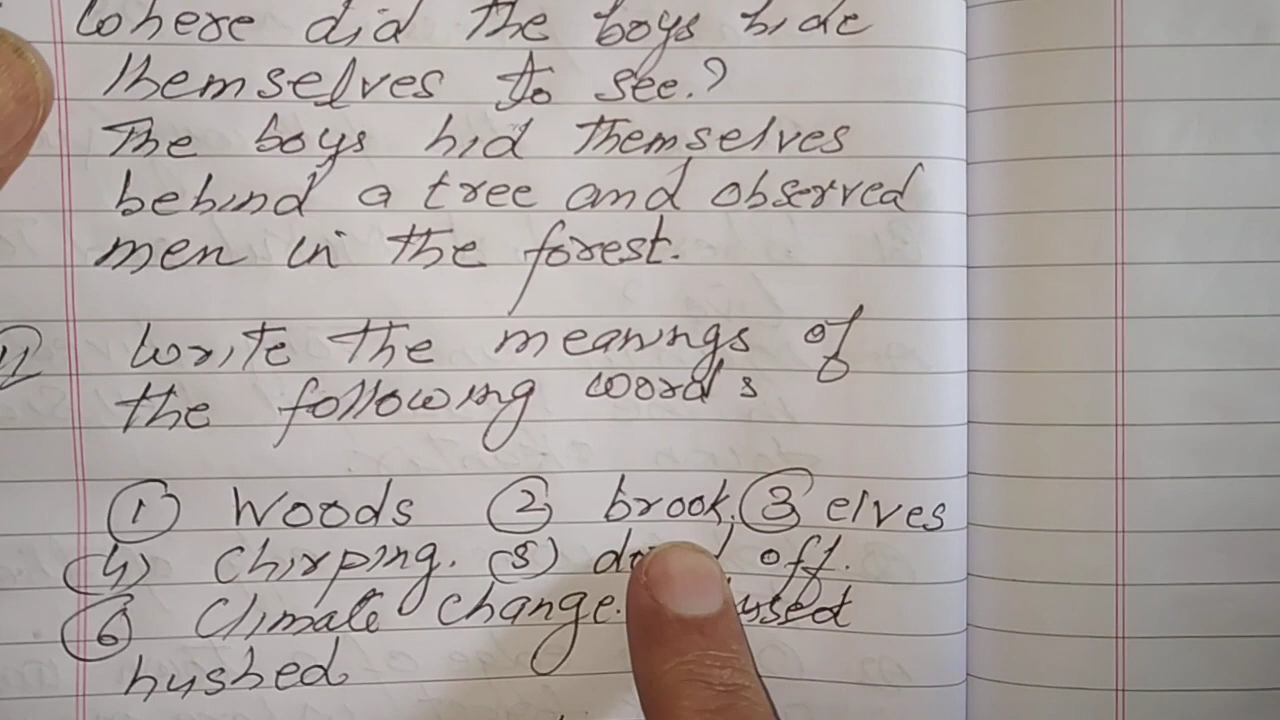 Where did the boys hide
themselves to see.?
The boys hid themselves
behind a tree and observed
men in the forest.
Write the meanings of
the following words
① Woods ② brook. ③ elves
(4) Chirping. (5) off.
⑥ Climate change.
hushed